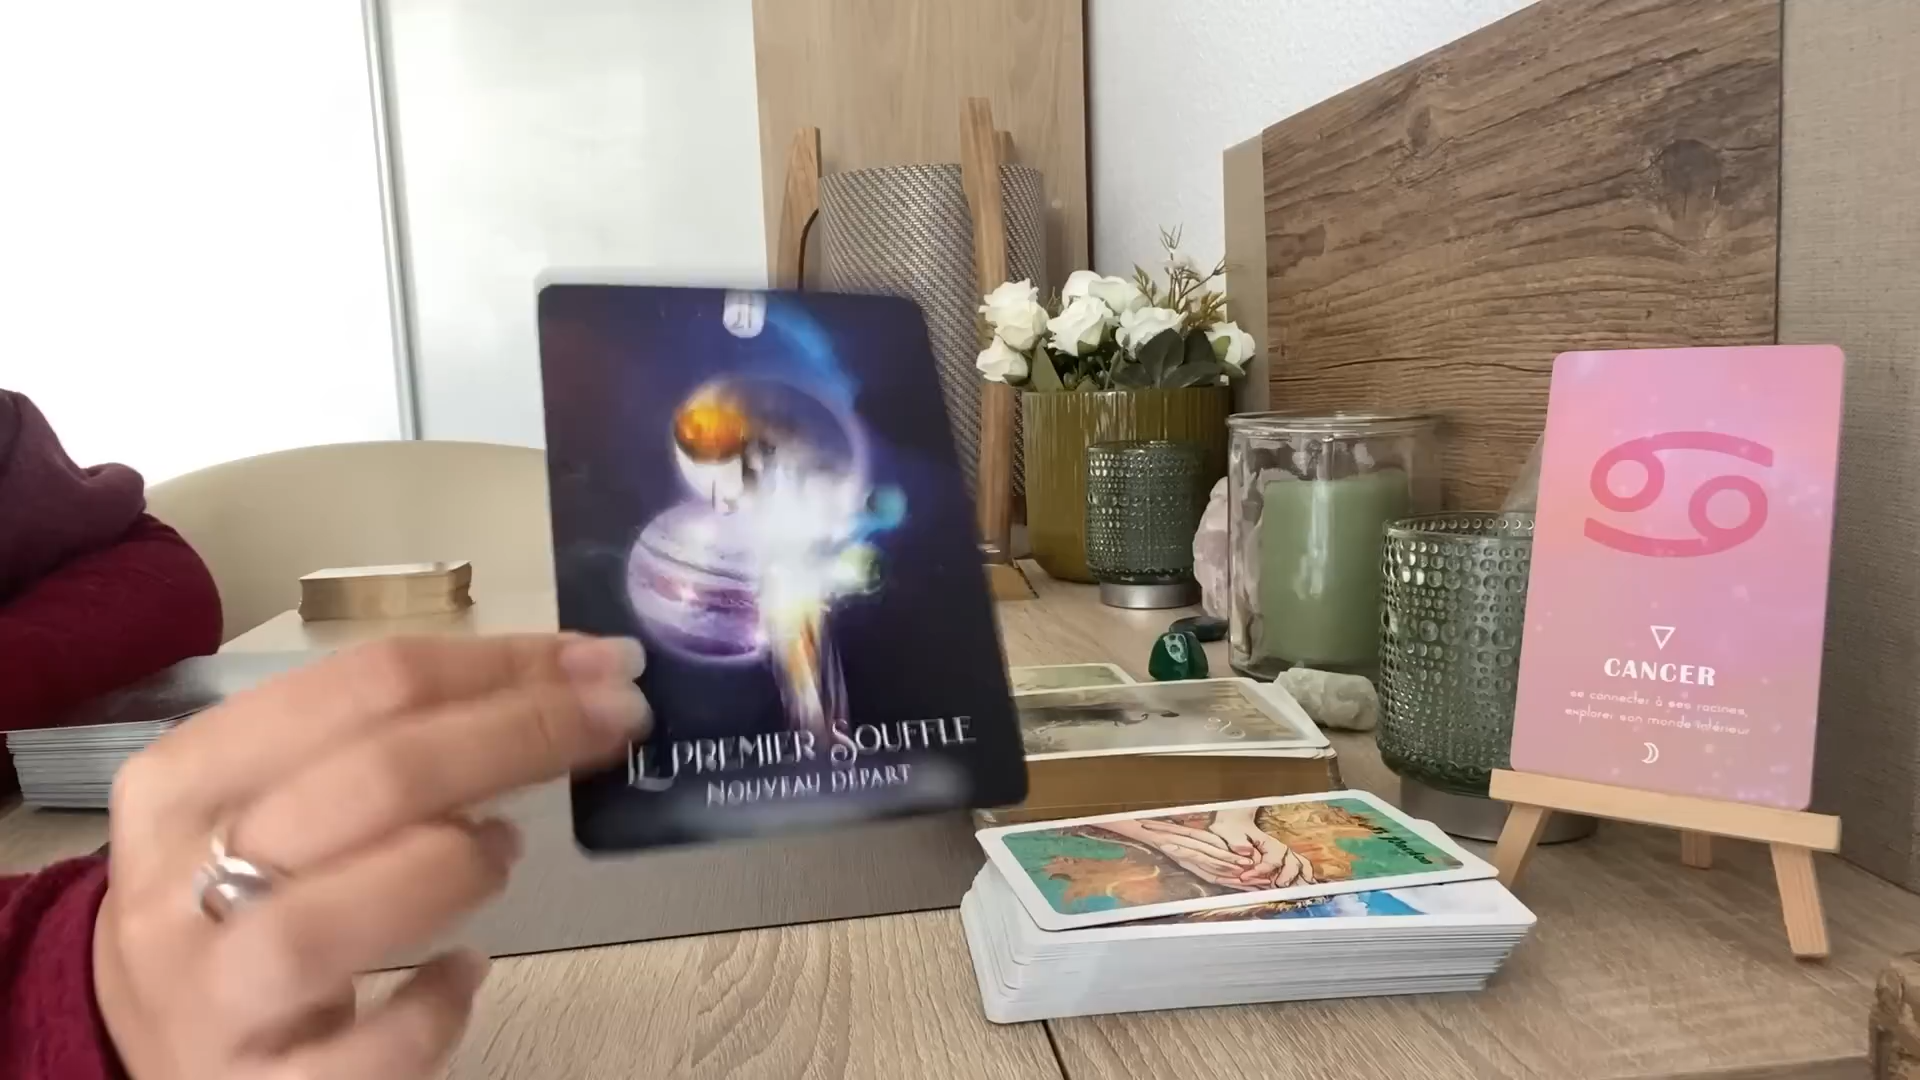 21
LE PREMIER SOUFFLE
NOUVEAU DÉPART
CANCER
se connecter à ses racines,
explorer son monde intérieur